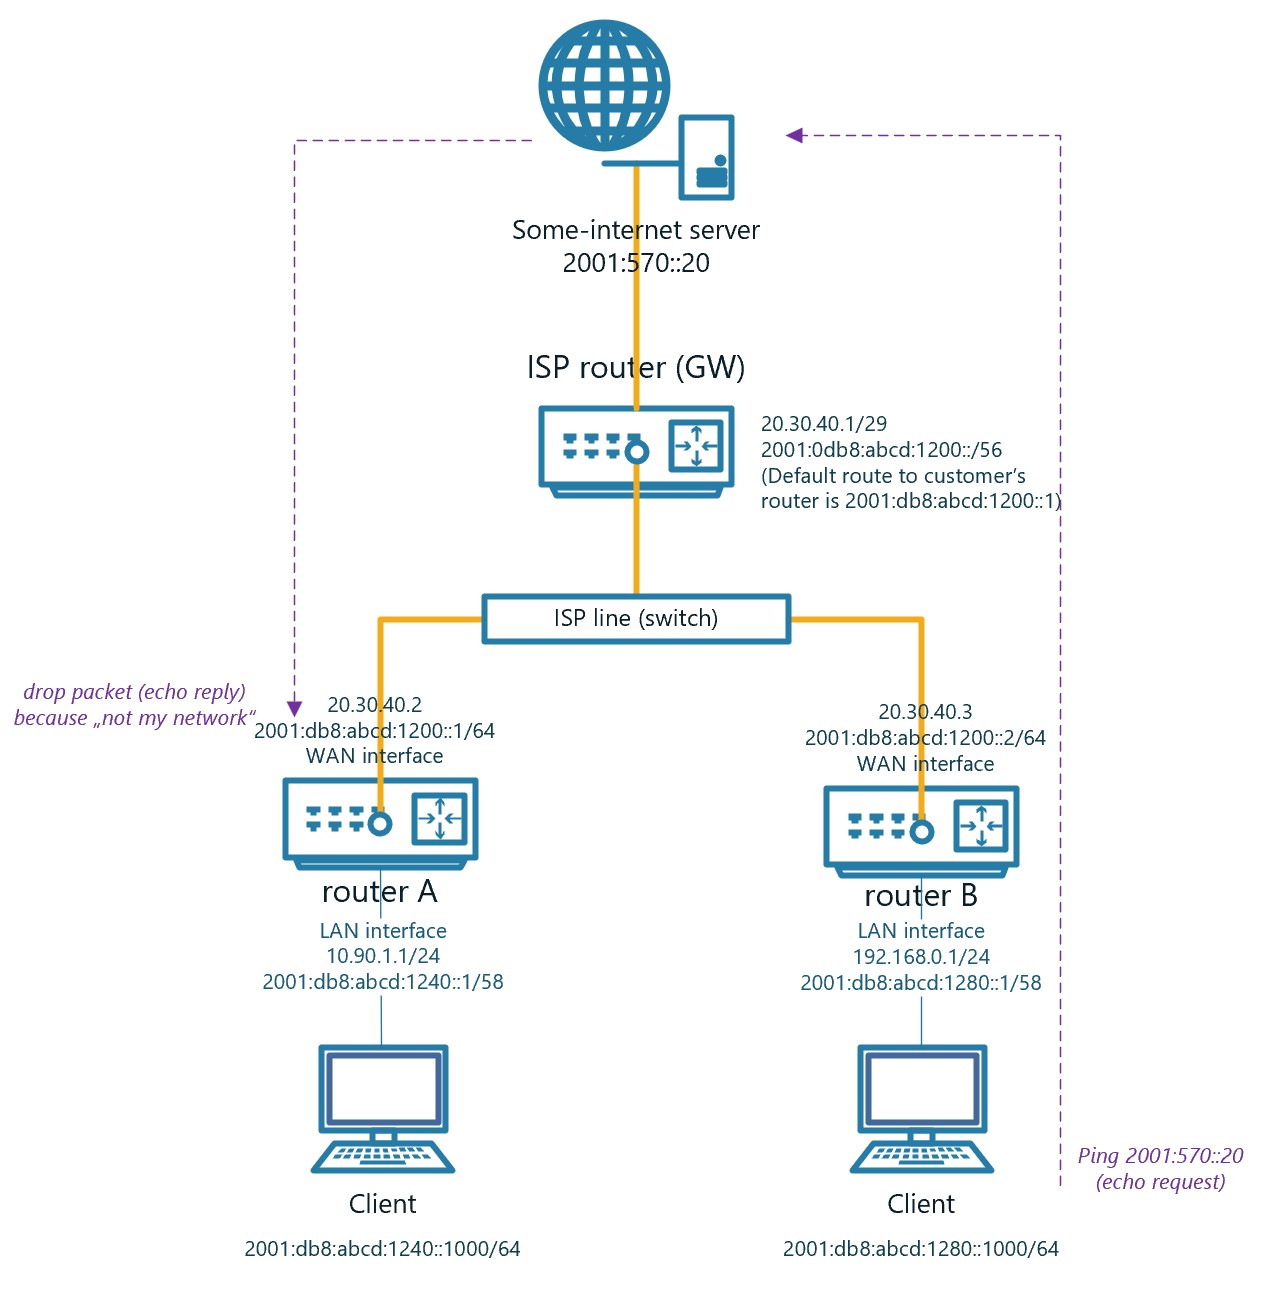 Some-internet server
2001:570::20
ISP router (GW)
20.30.40.1/29
2001:0db8:abcd:1200::/56
(Default route to customer’s
router is 2001:db8:abcd:1200::1)
ISP line (switch)
drop packet (echo reply)
because „not my network“
20.30.40.2
2001:db8:abcd:1200::1/64
WAN interface
20.30.40.3
2001:db8:abcd:1200::2/64
WAN interface
router A
router B
LAN interface
10.90.1.1/24
2001:db8:abcd:1240::1/58
LAN interface
192.168.0.1/24
2001:db8:abcd:1280::1/58
Ping 2001:570::20
(echo request)
Client
2001:db8:abcd:1240::1000/64
Client
2001:db8:abcd:1280::1000/64